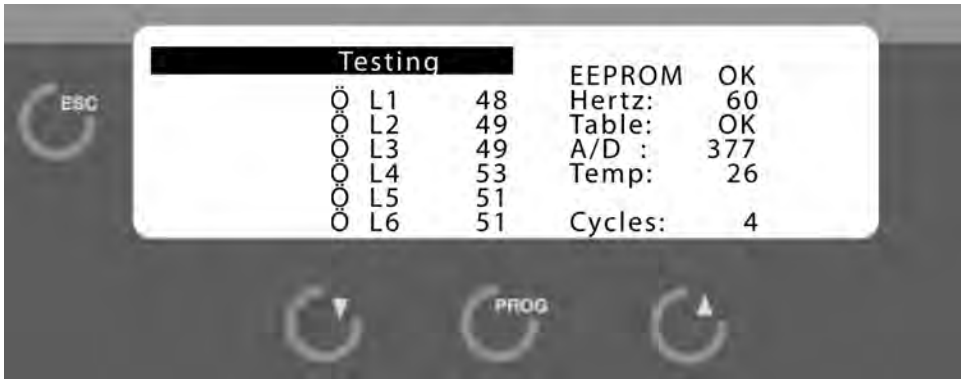 Testing
Ö L1 48
Ö L2 49
Ö L3 49
Ö L4 53
Ö L5 51
Ö L6 51
EEPROM OK
Hertz: 60
Table: OK
A/D : 377
Temp: 26
Cycles: 4
ESC
PROG